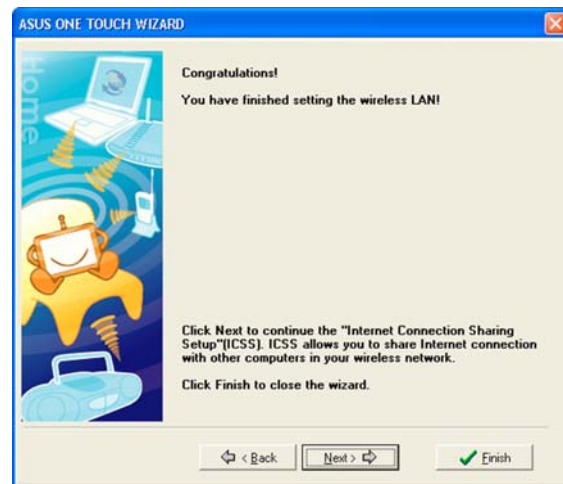 ASUS ONE TOUCH WIZARD
Home
Congratulations!
You have finished setting the wireless LAN!
Click Next to continue the "Internet Connection Sharing
Setup"(ICSS). ICSS allows you to share Internet connection
with other computers in your wireless network.
Click Finish to close the wizard.
< Back
Next >
Finish